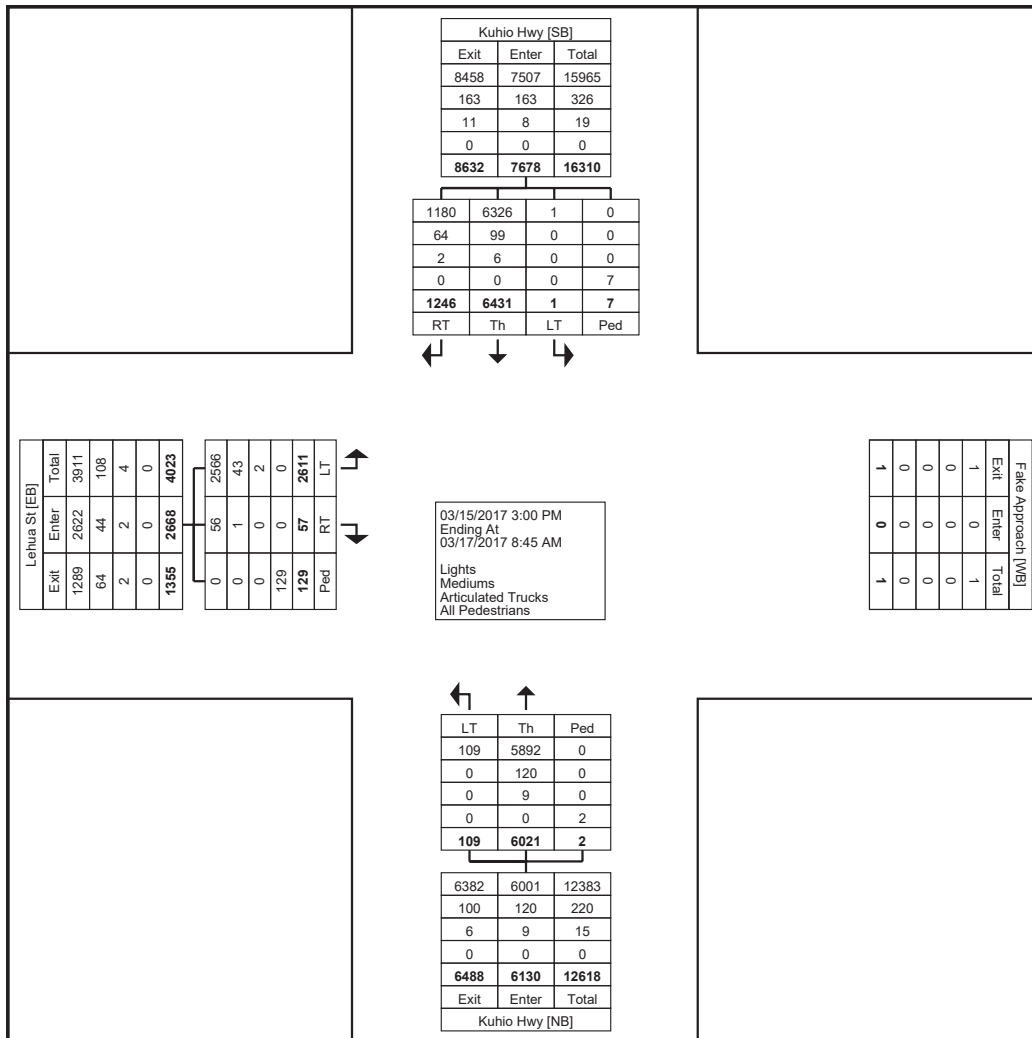 Kuhio Hwy [SB]
Exit Enter Total
8458 7507 15965
163 163 326
11 8 19
0 0 0
8632 7678 16310
1180 6326 1 0
64 99 0 0
2 6 0 0
0 0 0 7
1246 6431 1 7
RT Th LT Ped
Lehua St [EB]
Exit Enter Total
1289 2622 3911
64 44 108
2 2 4
0 0 0
1355 2668 4023
0 56 2566
0 1 43
0 0 2
129 0 0
129 57 2611
Ped RT LT
03/15/2017 3:00 PM
Ending At
03/17/2017 8:45 AM
Lights
Mediums
Articulated Trucks
All Pedestrians
Fake Approach [WB]
Exit Enter Total
1 0 1
0 0 0
0 0 0
0 0 0
1 0 1
LT Th Ped
109 5892 0
0 120 0
0 9 0
0 0 2
109 6021 2
6382 6001 12383
100 120 220
6 9 15
0 0 0
6488 6130 12618
Exit Enter Total
Kuhio Hwy [NB]